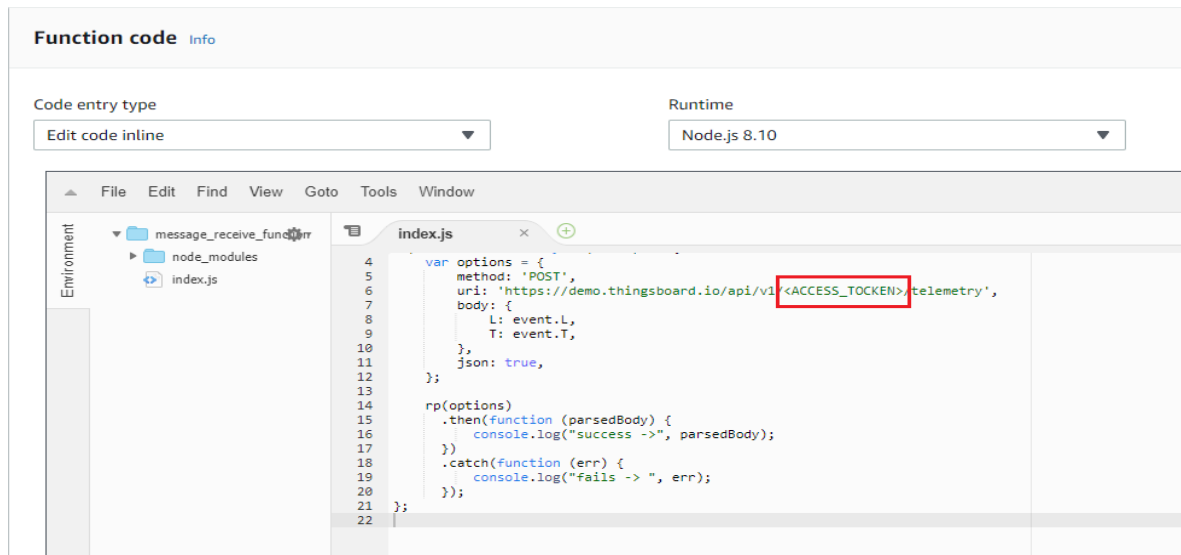 Function code Info
Code entry type
Edit code inline
Runtime
Node.js 8.10
File Edit Find View Goto Tools Window
Environment
message_receive_func
node_modules
index.js
index.js
4 var options = {
5 method: 'POST',
6 uri: 'https://demo.thingsboard.io/api/v1/<ACCESS_TOCKEN>/telemetry',
7 body: {
8 L: event.L,
9 T: event.T,
10 },
11 json: true,
12 };
13
14 rp(options)
15 .then(function (parsedBody) {
16 console.log("success ->", parsedBody);
17 })
18 .catch(function (err) {
19 console.log("fails -> ", err);
20 });
21 };
22